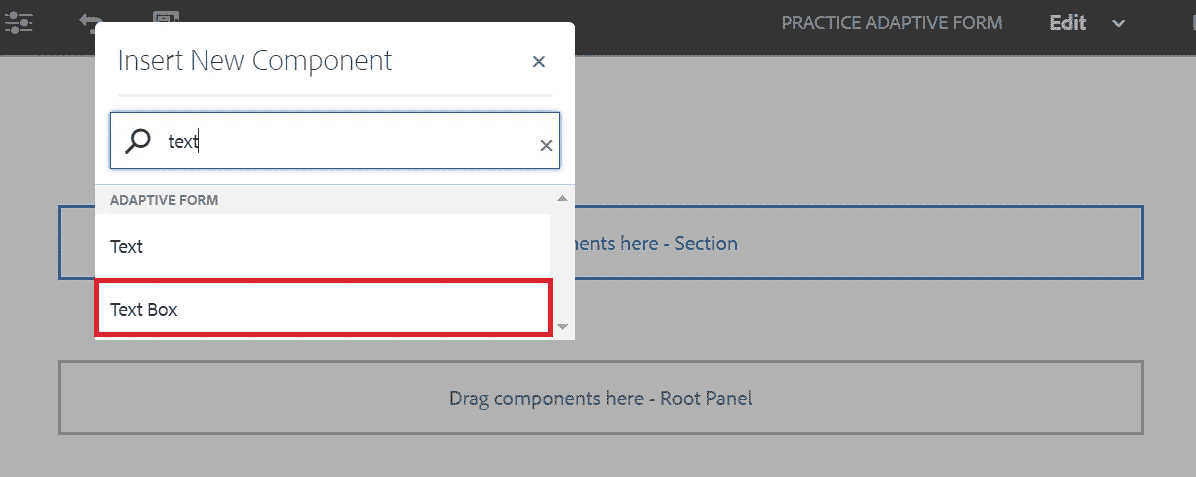 PRACTICE ADAPTIVE FORM Edit
Insert New Component
text
ADAPTIVE FORM
Text
here - Section
Text Box
Drag components here - Root Panel